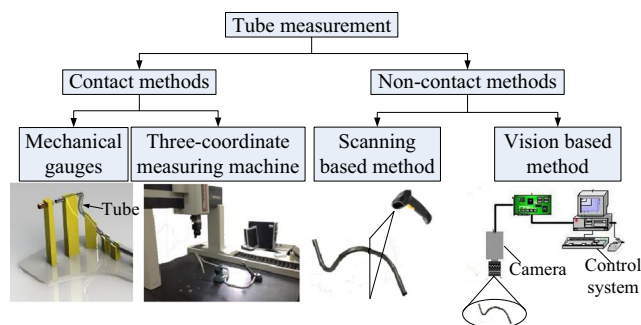 Tube measurement
Contact methods
Non-contact methods
Mechanical
gauges
Three-coordinate
measuring machine
Scanning
based method
Vision based
method
Tube
Camera
Control
system